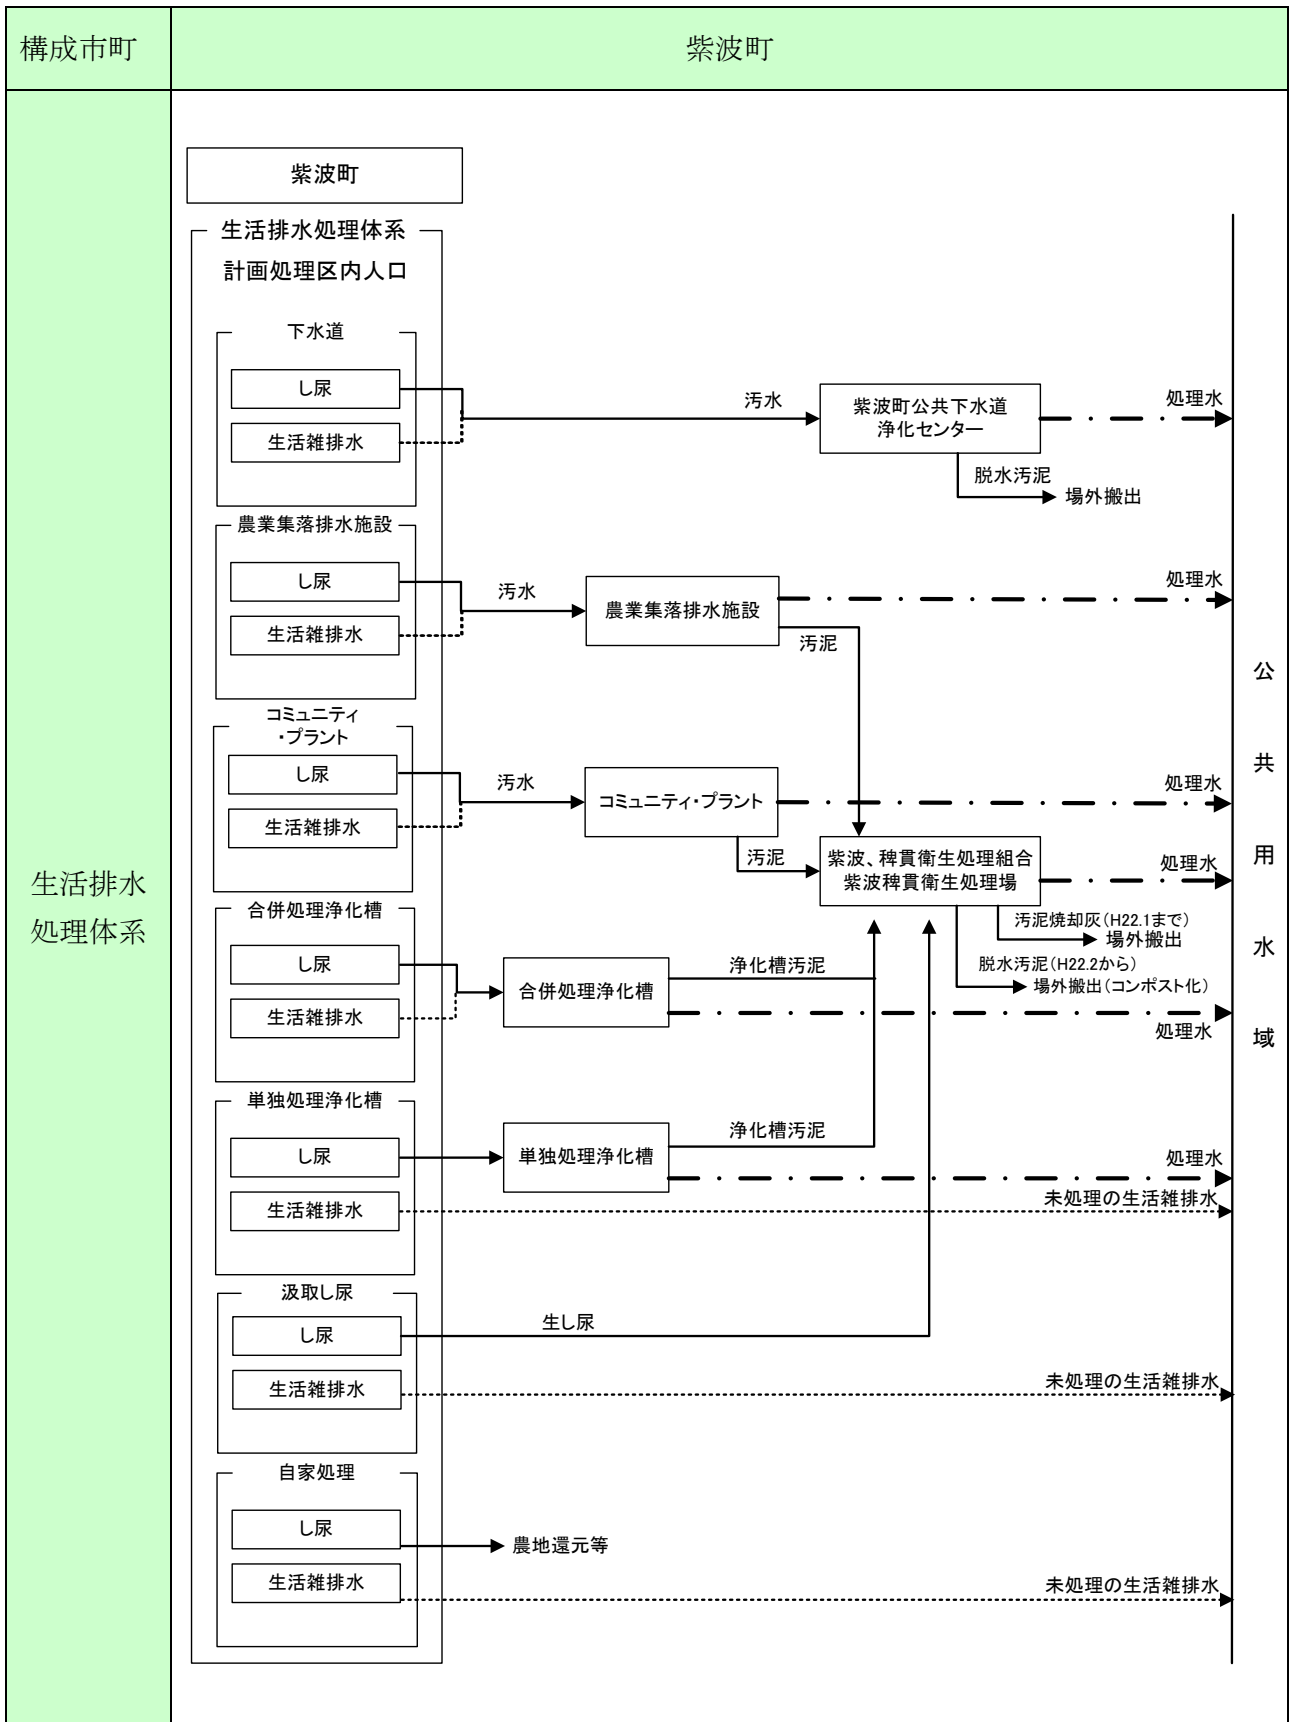 構成市町
紫波町
生活排水
処理体系
紫波町
生活排水処理体系
計画処理区内人口
下水道
し尿
生活雑排水
汚水
紫波町公共下水道
浄化センター
処理水
脱水汚泥
場外搬出
農業集落排水施設
し尿
生活雑排水
汚水
農業集落排水施設
処理水
汚泥
コミュニティ
・プラント
し尿
生活雑排水
汚水
コミュニティ・プラント
処理水
汚泥
紫波、稗貫衛生処理組合
紫波稗貫衛生処理場
処理水
汚泥焼却灰(H22.1まで)
場外搬出
脱水汚泥(H22.2から)
場外搬出(コンポスト化)
合併処理浄化槽
し尿
生活雑排水
合併処理浄化槽
浄化槽汚泥
処理水
単独処理浄化槽
し尿
生活雑排水
単独処理浄化槽
浄化槽汚泥
処理水
未処理の生活雑排水
汲取し尿
し尿
生活雑排水
生し尿
未処理の生活雑排水
自家処理
し尿
生活雑排水
農地還元等
未処理の生活雑排水
公共用水域